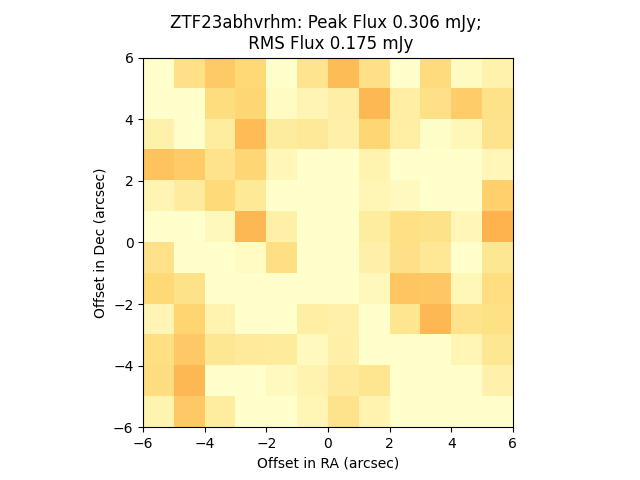 ZTF23abhvrhm: Peak Flux 0.306 mJy;
RMS Flux 0.175 mJy
6
4
2
0
−2
−4
−6
Offset in Dec (arcsec)
−6 −4 −2 0 2 4 6
Offset in RA (arcsec)